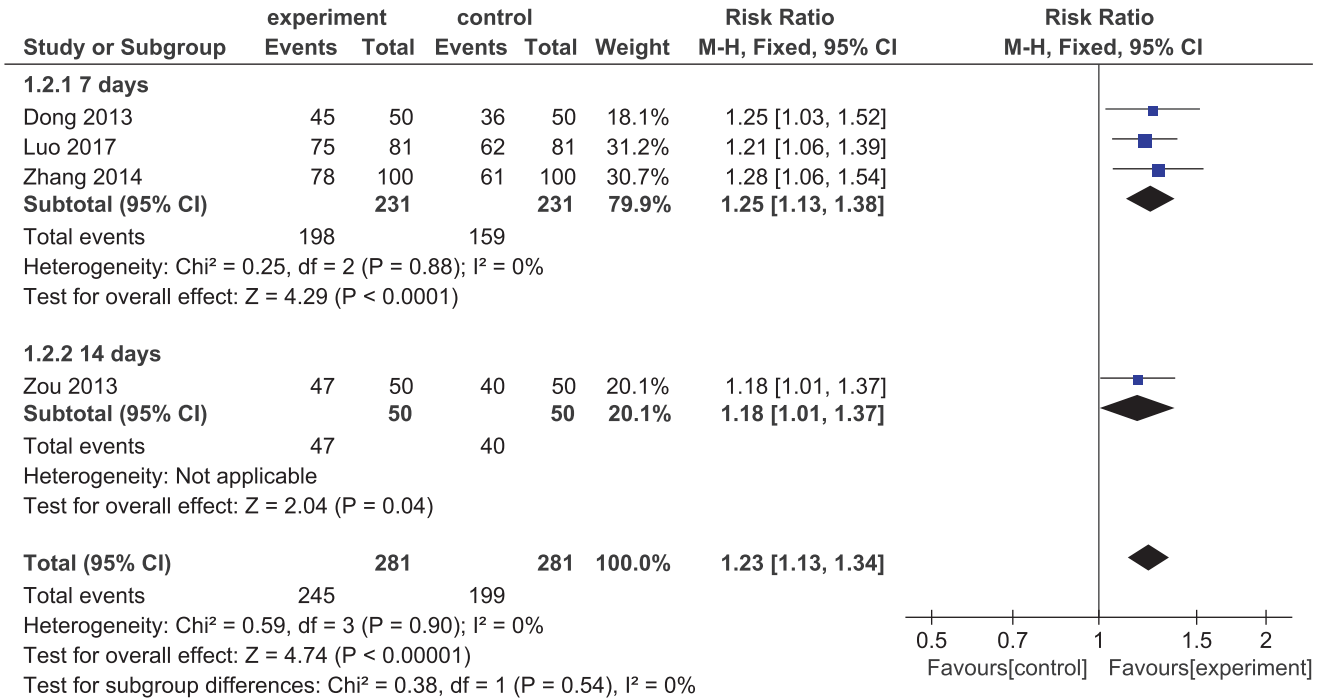 experiment control Risk Ratio Risk Ratio
Study or Subgroup Events Total Events Total Weight M-H, Fixed, 95% CI M-H, Fixed, 95% CI
1.2.1 7 days
Dong 2013 45 50 36 50 18.1% 1.25 [1.03, 1.52]
Luo 2017 75 81 62 81 31.2% 1.21 [1.06, 1.39]
Zhang 2014 78 100 61 100 30.7% 1.28 [1.06, 1.54]
Subtotal (95% CI) 231 231 79.9% 1.25 [1.13, 1.38]
Total events 198 159
Heterogeneity: Chi² = 0.25, df = 2 (P = 0.88); I² = 0%
Test for overall effect: Z = 4.29 (P < 0.0001)
1.2.2 14 days
Zou 2013 47 50 40 50 20.1% 1.18 [1.01, 1.37]
Subtotal (95% CI) 50 50 20.1% 1.18 [1.01, 1.37]
Total events 47 40
Heterogeneity: Not applicable
Test for overall effect: Z = 2.04 (P = 0.04)
Total (95% CI) 281 281 100.0% 1.23 [1.13, 1.34]
Total events 245 199
Heterogeneity: Chi² = 0.59, df = 3 (P = 0.90); I² = 0%
Test for overall effect: Z = 4.74 (P < 0.00001)
Test for subgroup differences: Chi² = 0.38, df = 1 (P = 0.54), I² = 0%
0.5 0.7 1 1.5 2
Favours[control] Favours[experiment]